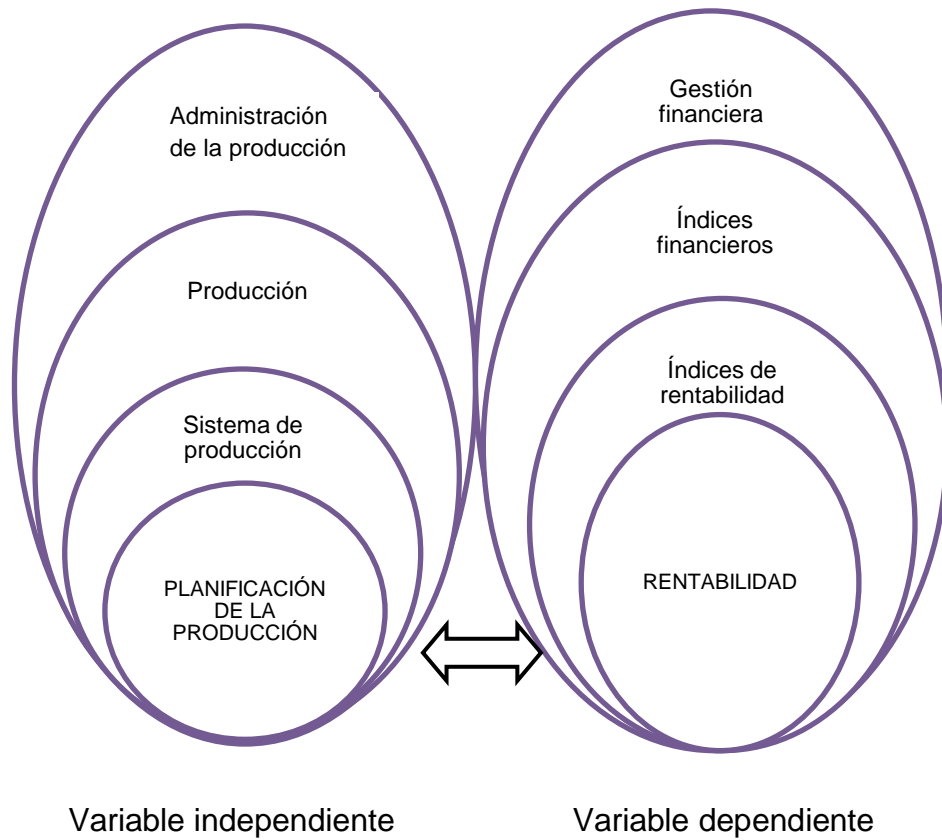 Administración
de la producción
Producción
Sistema de
producción
PLANIFICACIÓN
DE LA
PRODUCCIÓN
Gestión
financiera
Índices
financieros
Índices de
rentabilidad
RENTABILIDAD
Variable independiente
Variable dependiente